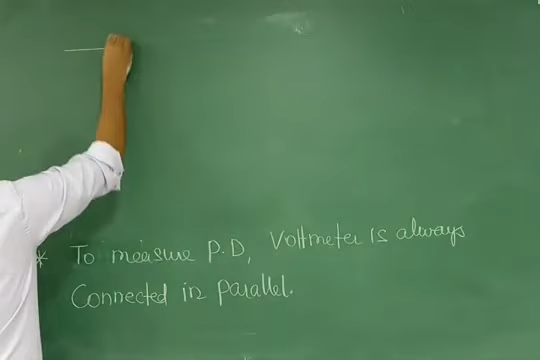 * To measure P.D, Voltmeter is always
Connected in parallel.